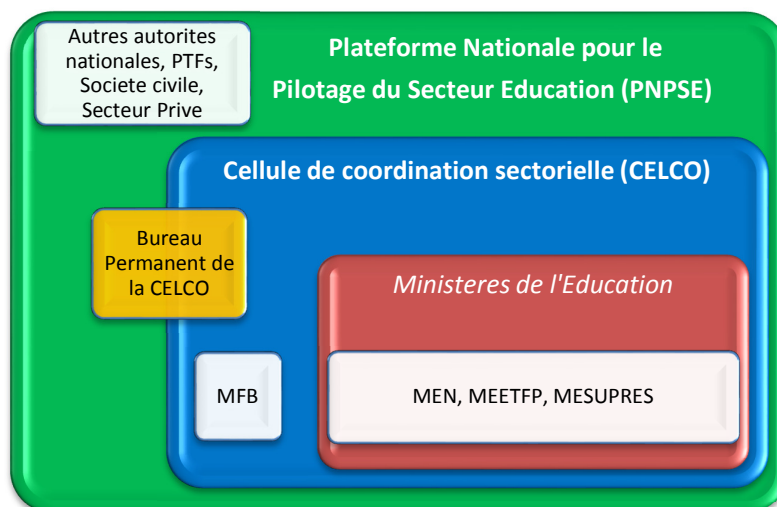 Autres autorites
nationales, PTFs,
Societe civile,
Secteur Prive
Plateforme Nationale pour le
Pilotage du Secteur Education (PNPSE)
Cellule de coordination sectorielle (CELCO)
Bureau
Permanent de
la CELCO
Ministeres de l'Education
MFB
MEN, MEETFP, MESUPRES